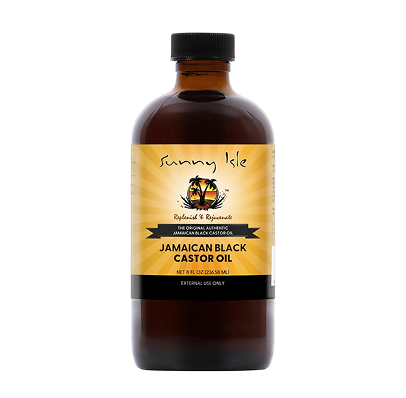 Sunny Isle
TM
Replenish & Rejuvenate
THE ORIGINAL AUTHENTIC
JAMAICAN BLACK CASTOR OIL
JAMAICAN BLACK
CASTOR OIL
NET 8 FL OZ (236.58 ML)
EXTERNAL USE ONLY